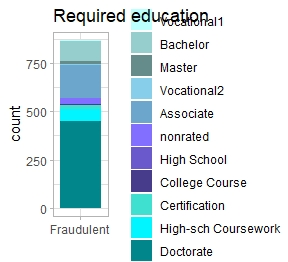 Required education
Vocational1
Bachelor
Master
Vocational2
Associate
nonrated
High School
College Course
Certification
High-sch Coursework
Doctorate
count
750
500
250
0
Fraudulent